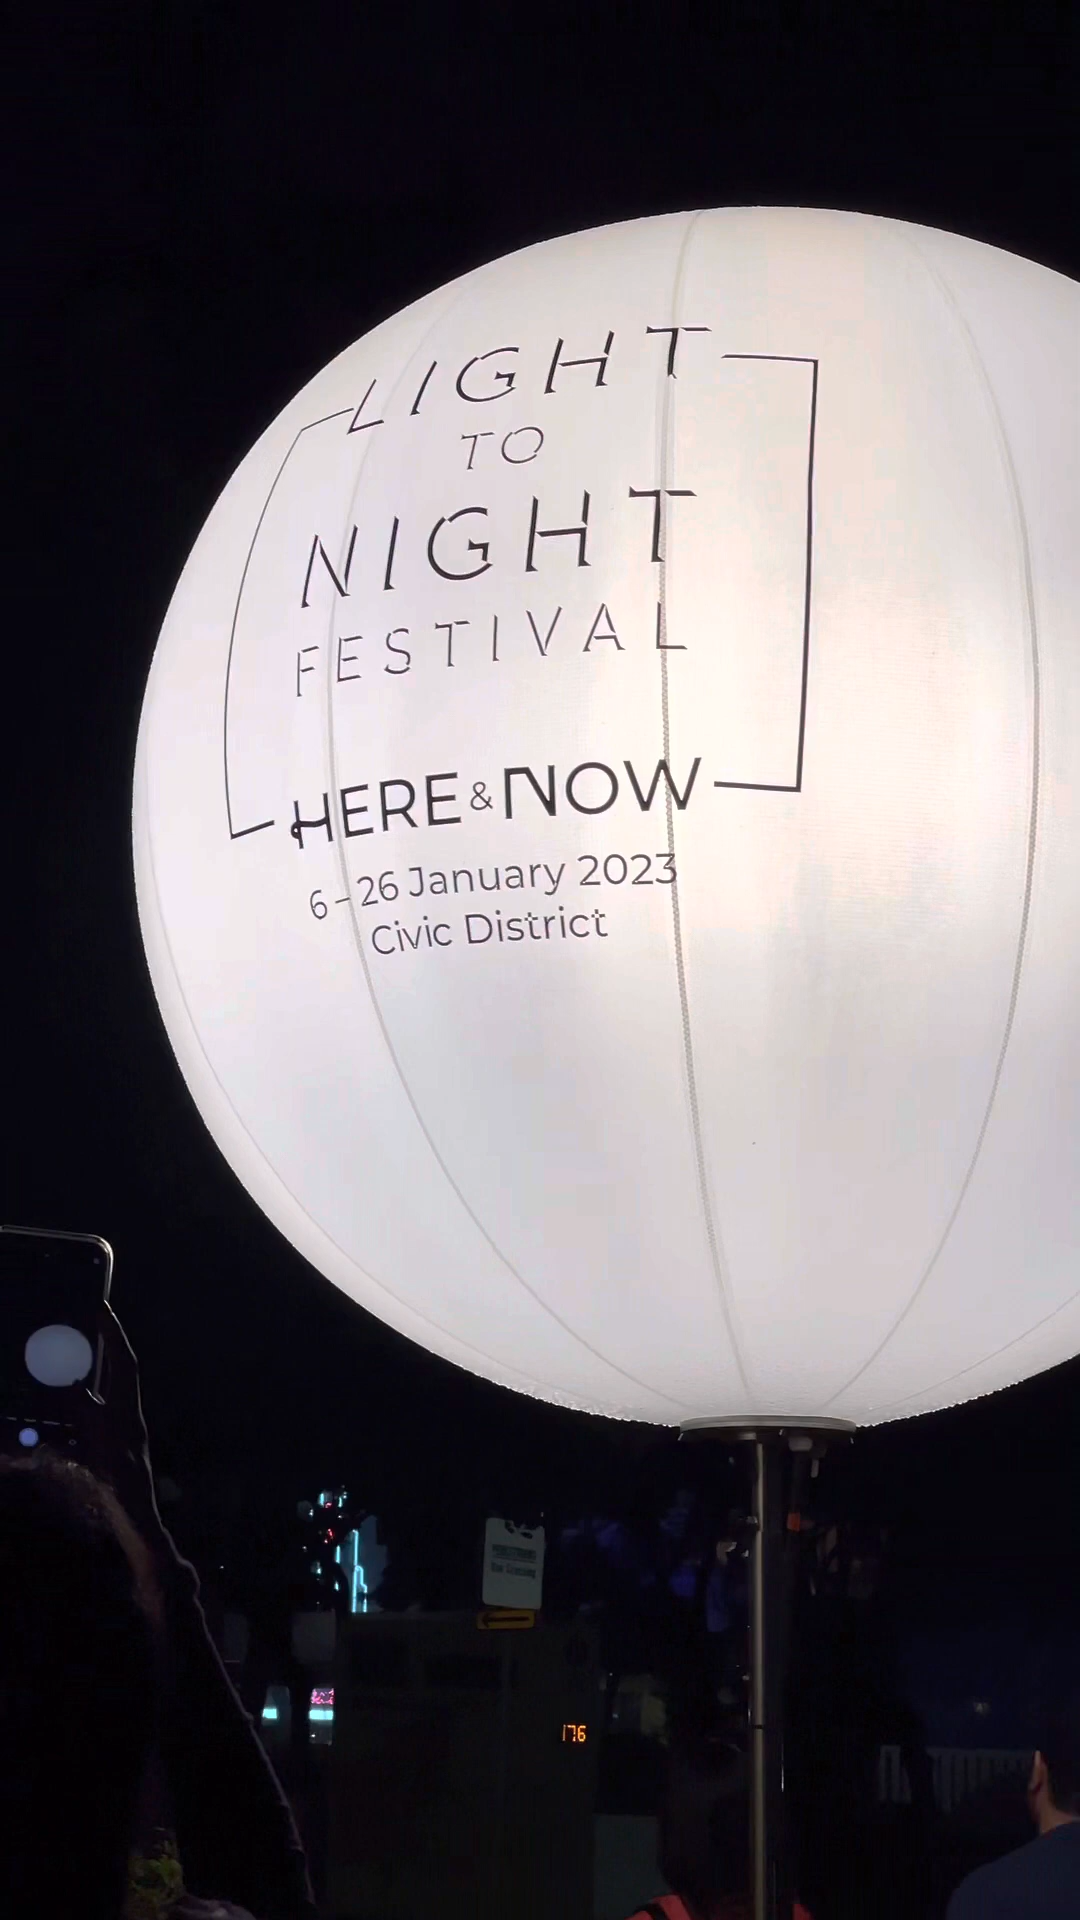 LIGHT
TO
NIGHT
FESTIVAL
HERE & NOW
6 – 26 January 2023
Civic District
176